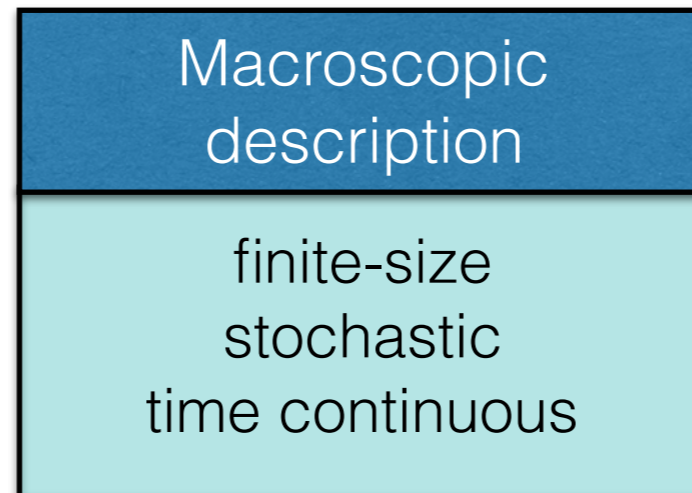 Macroscopic
description
finite-size
stochastic
time continuous